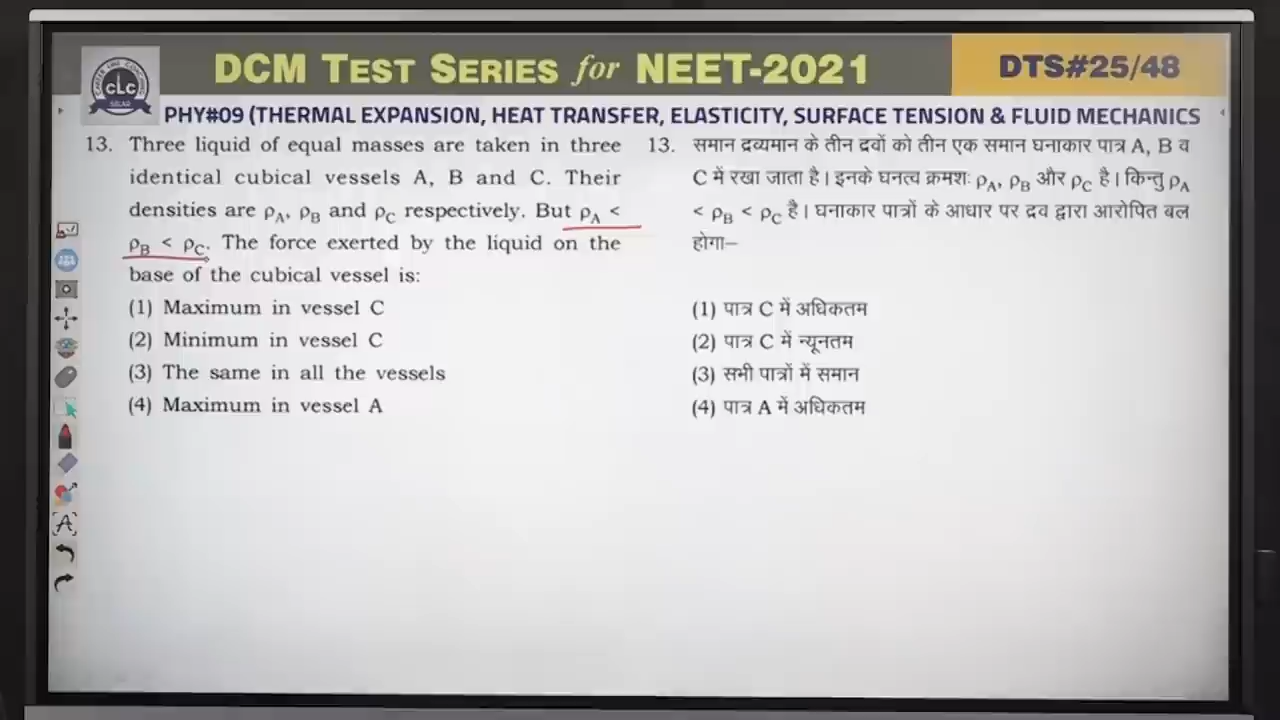 DCM TEST SERIES for NEET-2021
DTS#25/48
CLC
PHY#09 (THERMAL EXPANSION, HEAT TRANSFER, ELASTICITY, SURFACE TENSION & FLUID MECHANICS
13. Three liquid of equal masses are taken in three
identical cubical vessels A, B and C. Their
densities are ρA, ρB and ρC respectively. But ρA <
ρB < ρC. The force exerted by the liquid on the
base of the cubical vessel is:
(1) Maximum in vessel C
(2) Minimum in vessel C
(3) The same in all the vessels
(4) Maximum in vessel A
13. समान द्रव्यमान के तीन द्रवों को तीन एक समान घनाकार पात्र A, B व
C में रखा जाता है। इनके घनत्व क्रमशः ρA, ρB और ρC है। किन्तु ρA
< ρB < ρC है। घनाकार पात्रों के आधार पर द्रव द्वारा आरोपित बल
होगा–
(1) पात्र C में अधिकतम
(2) पात्र C में न्यूनतम
(3) सभी पात्रों में समान
(4) पात्र A में अधिकतम
A